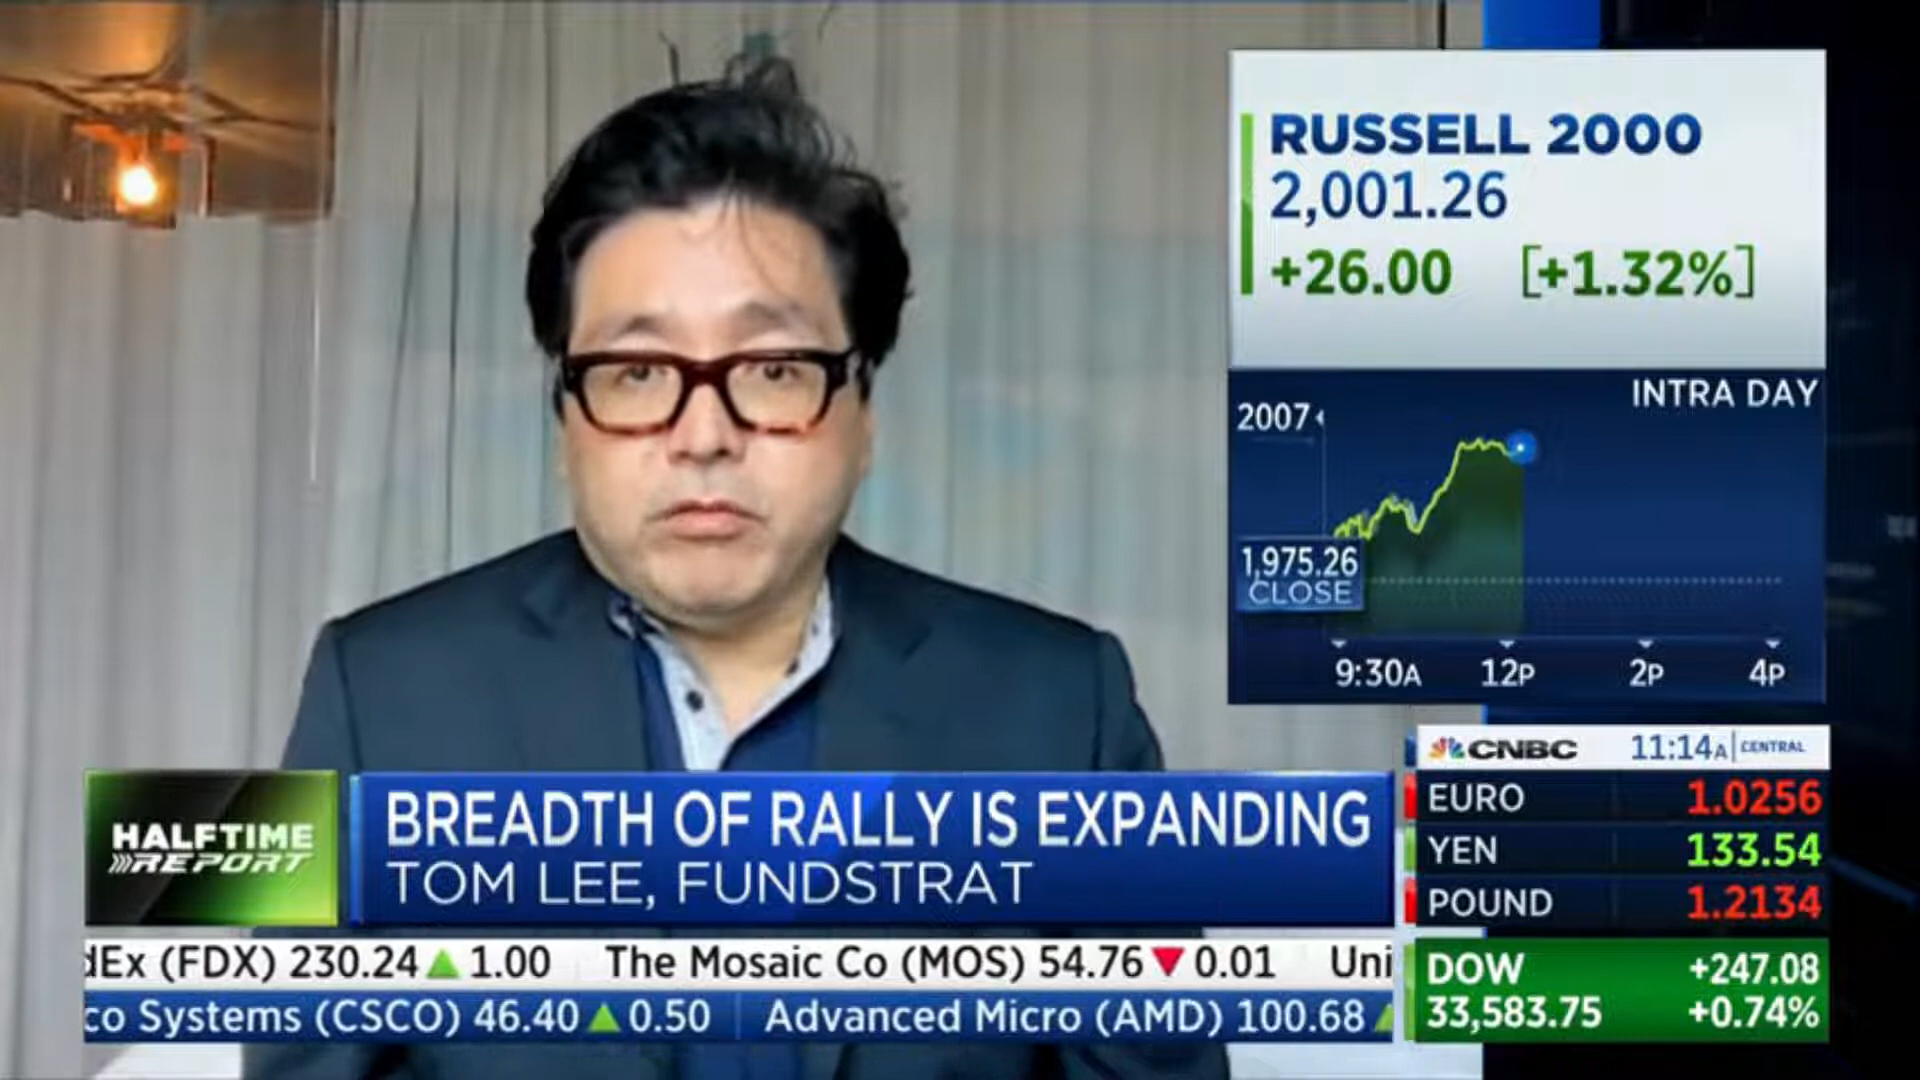 RUSSELL 2000
2,001.26
+26.00 [+1.32%]
INTRA DAY
2007
1,975.26
CLOSE
9:30A 12P 2P 4P
CNBC 11:14A CENTRAL
EURO 1.0256
YEN 133.54
POUND 1.2134
DOW +247.08
33,583.75 +0.74%
HALFTIME
REPORT
BREADTH OF RALLY IS EXPANDING
TOM LEE, FUNDSTRAT
dEx (FDX) 230.24 ▲ 1.00 The Mosaic Co (MOS) 54.76 ▼ 0.01 Uni
co Systems (CSCO) 46.40 ▲ 0.50 Advanced Micro (AMD) 100.68 ▲